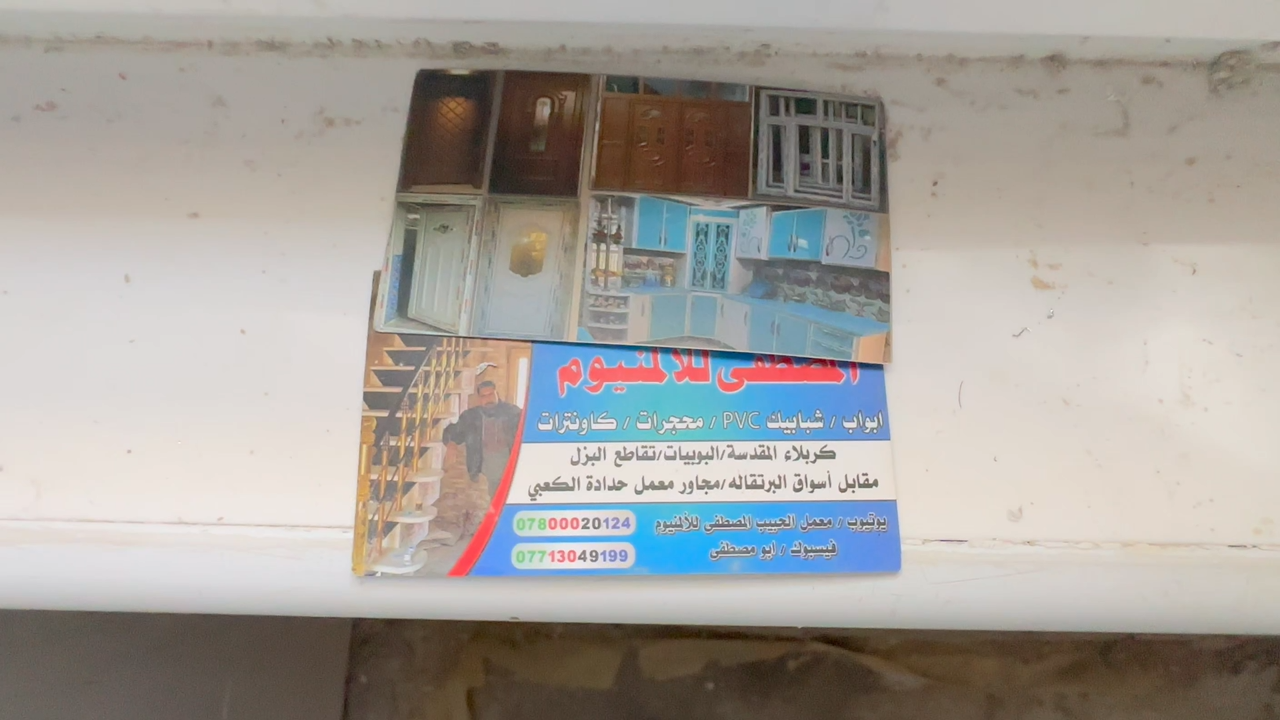 المصطفى للالمنيوم
ابواب / شبابيك PVC / محجرات / كاونترات
كربلاء المقدسة/البوبيات/تقاطع البزل
مقابل أسواق البرتقاله/مجاور معمل حدادة الكعبي
يوتيوب / معمل الحبيب المصطفى للألمنيوم
07800020124
فيسبوك / ابو مصطفى
07713049199